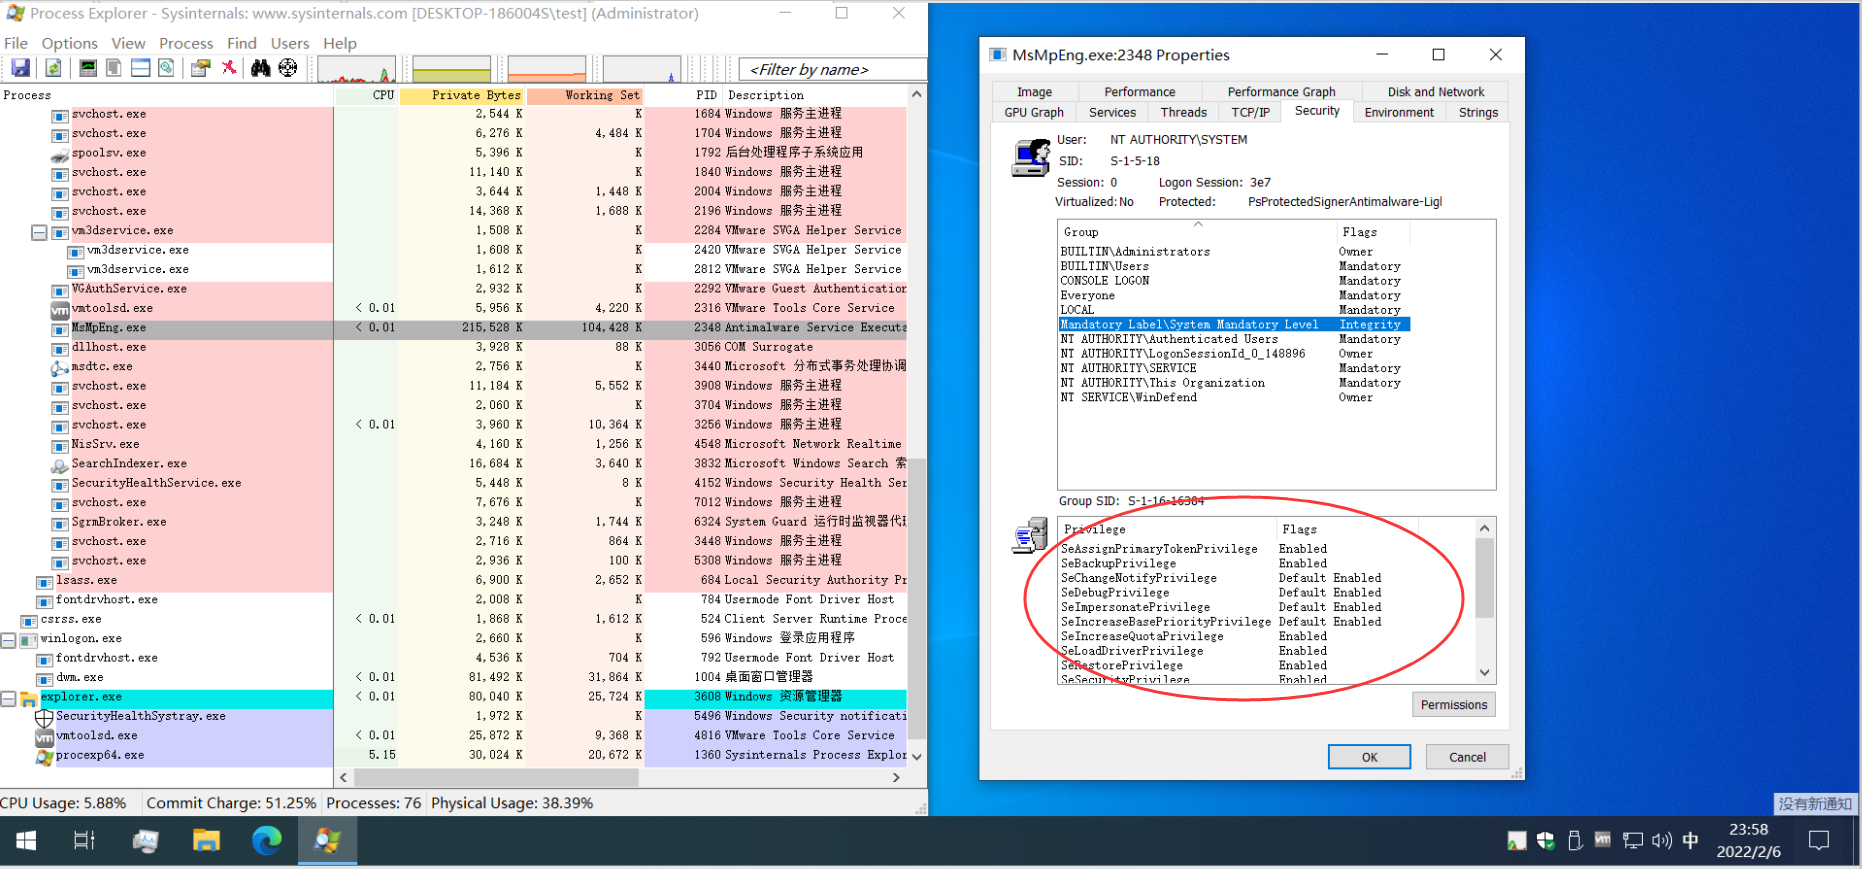 Process Explorer - Sysinternals: www.sysinternals.com [DESKTOP-186004S\test] (Administrator)
File Options View Process Find Users Help
<Filter by name>
Process CPU Private Bytes Working Set PID Description
svchost.exe 2,544 K K 1684 Windows 服务主进程
svchost.exe 6,276 K 4,484 K 1704 Windows 服务主进程
spoolsv.exe 5,396 K K 1792 后台处理程序子系统应用
svchost.exe 11,140 K K 1840 Windows 服务主进程
svchost.exe 3,644 K 1,448 K 2004 Windows 服务主进程
svchost.exe 14,368 K 1,688 K 2196 Windows 服务主进程
vm3dservice.exe 1,508 K K 2284 VMware SVGA Helper Service
vm3dservice.exe 1,608 K K 2420 VMware SVGA Helper Service
vm3dservice.exe 1,612 K K 2812 VMware SVGA Helper Service
VGAuthService.exe 2,932 K K 2292 VMware Guest Authentication
vmtoolsd.exe < 0.01 5,956 K 4,220 K 2316 VMware Tools Core Service
MsMpEng.exe < 0.01 215,528 K 104,428 K 2348 Antimalware Service Executa
dllhost.exe 3,928 K 88 K 3056 COM Surrogate
msdtc.exe 2,756 K K 3440 Microsoft 分布式事务处理协调
svchost.exe 11,184 K 5,552 K 3908 Windows 服务主进程
svchost.exe 2,060 K K 3704 Windows 服务主进程
svchost.exe < 0.01 3,960 K 10,364 K 3256 Windows 服务主进程
NisSrv.exe 4,160 K 1,256 K 4548 Microsoft Network Realtime
SearchIndexer.exe 16,684 K 3,640 K 3832 Microsoft Windows Search 索
SecurityHealthService.exe 5,448 K 8 K 4152 Windows Security Health Ser
svchost.exe 7,676 K K 7012 Windows 服务主进程
SgrmBroker.exe 3,248 K 1,744 K 6324 System Guard 运行时监视器代理
svchost.exe 2,716 K 864 K 3448 Windows 服务主进程
svchost.exe 2,936 K 100 K 5308 Windows 服务主进程
lsass.exe 6,900 K 2,652 K 684 Local Security Authority Pr
fontdrvhost.exe 2,008 K K 784 Usermode Font Driver Host
csrss.exe < 0.01 1,868 K 1,612 K 524 Client Server Runtime Proce
winlogon.exe 2,660 K K 596 Windows 登录应用程序
fontdrvhost.exe 4,536 K 704 K 792 Usermode Font Driver Host
dwm.exe < 0.01 81,492 K 31,864 K 1004 桌面窗口管理器
explorer.exe < 0.01 80,040 K 25,724 K 3608 Windows 资源管理器
SecurityHealthSystray.exe 1,972 K K 5496 Windows Security notificati
vmtoolsd.exe < 0.01 25,872 K 9,368 K 4816 VMware Tools Core Service
procexp64.exe 5.15 30,024 K 20,672 K 1360 Sysinternals Process Explor
CPU Usage: 5.88% Commit Charge: 51.25% Processes: 76 Physical Usage: 38.39%
MsMpEng.exe:2348 Properties
Image Performance Performance Graph Disk and Network
GPU Graph Services Threads TCP/IP Security Environment Strings
User: NT AUTHORITY\SYSTEM
SID: S-1-5-18
Session: 0 Logon Session: 3e7
Virtualized: No Protected: PsProtectedSignerAntimalware-Ligl
Group Flags
BUILTIN\Administrators Owner
BUILTIN\Users Mandatory
CONSOLE LOGON Mandatory
Everyone Mandatory
LOCAL Mandatory
Mandatory Label\System Mandatory Level Integrity
NT AUTHORITY\Authenticated Users Mandatory
NT AUTHORITY\LogonSessionId_0_148896 Owner
NT AUTHORITY\SERVICE Mandatory
NT AUTHORITY\This Organization Mandatory
NT SERVICE\WinDefend Owner
Group SID: S-1-16-16384
Privilege Flags
SeAssignPrimaryTokenPrivilege Enabled
SeBackupPrivilege Enabled
SeChangeNotifyPrivilege Default Enabled
SeDebugPrivilege Default Enabled
SeImpersonatePrivilege Default Enabled
SeIncreaseBasePriorityPrivilege Default Enabled
SeIncreaseQuotaPrivilege Enabled
SeLoadDriverPrivilege Enabled
SeRestorePrivilege Enabled
SeSecurityPrivilege Enabled
Permissions
OK Cancel
没有新通知
vm 中 23:58
2022/2/6